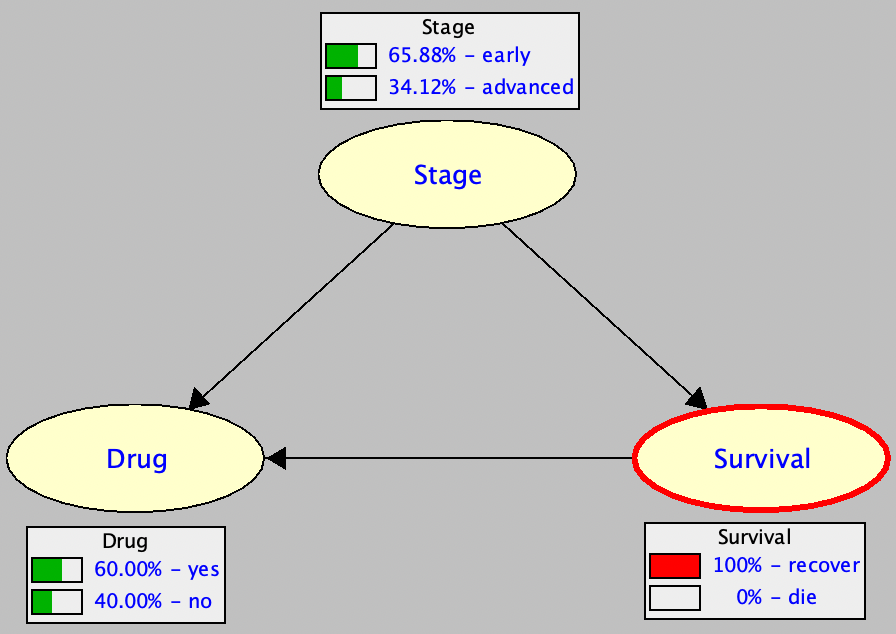 Stage
65.88% - early
34.12% - advanced
Stage
Drug
Survival
Drug
60.00% - yes
40.00% - no
Survival
100% - recover
0% - die